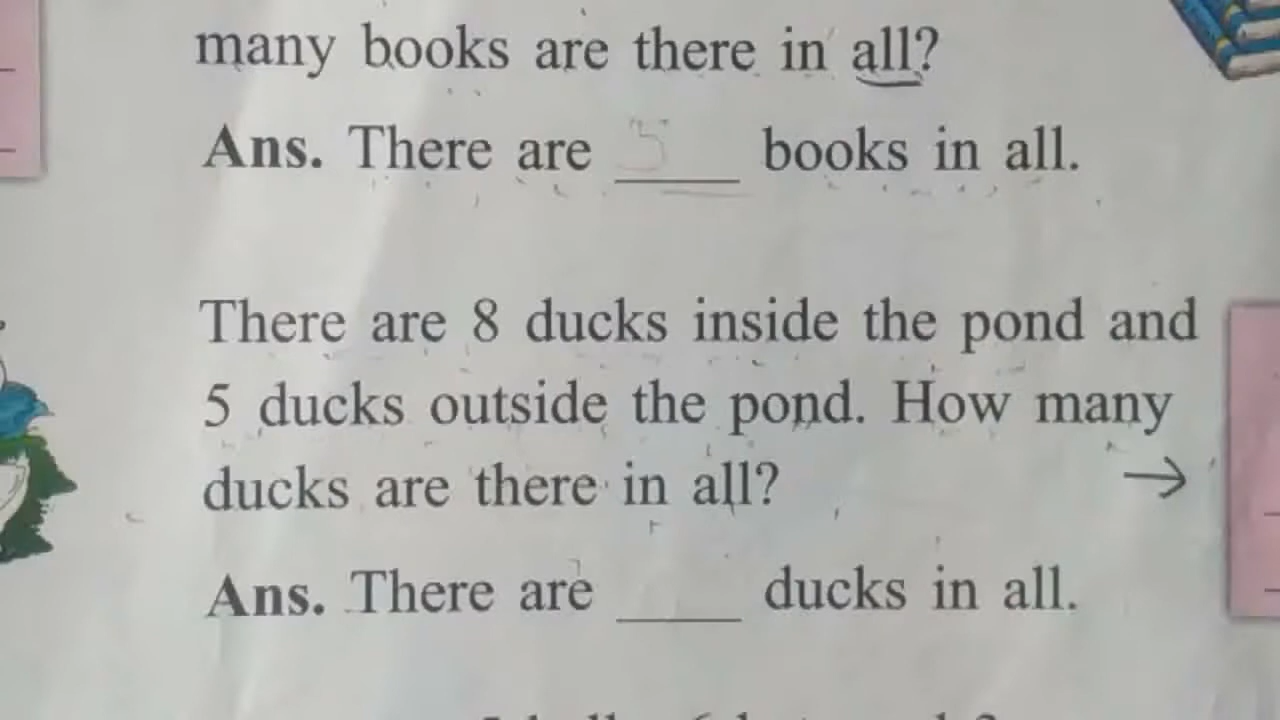 many books are there in all?
Ans. There are 5 books in all.
There are 8 ducks inside the pond and
5 ducks outside the pond. How many
ducks are there in all? →
Ans. There are ____ ducks in all.